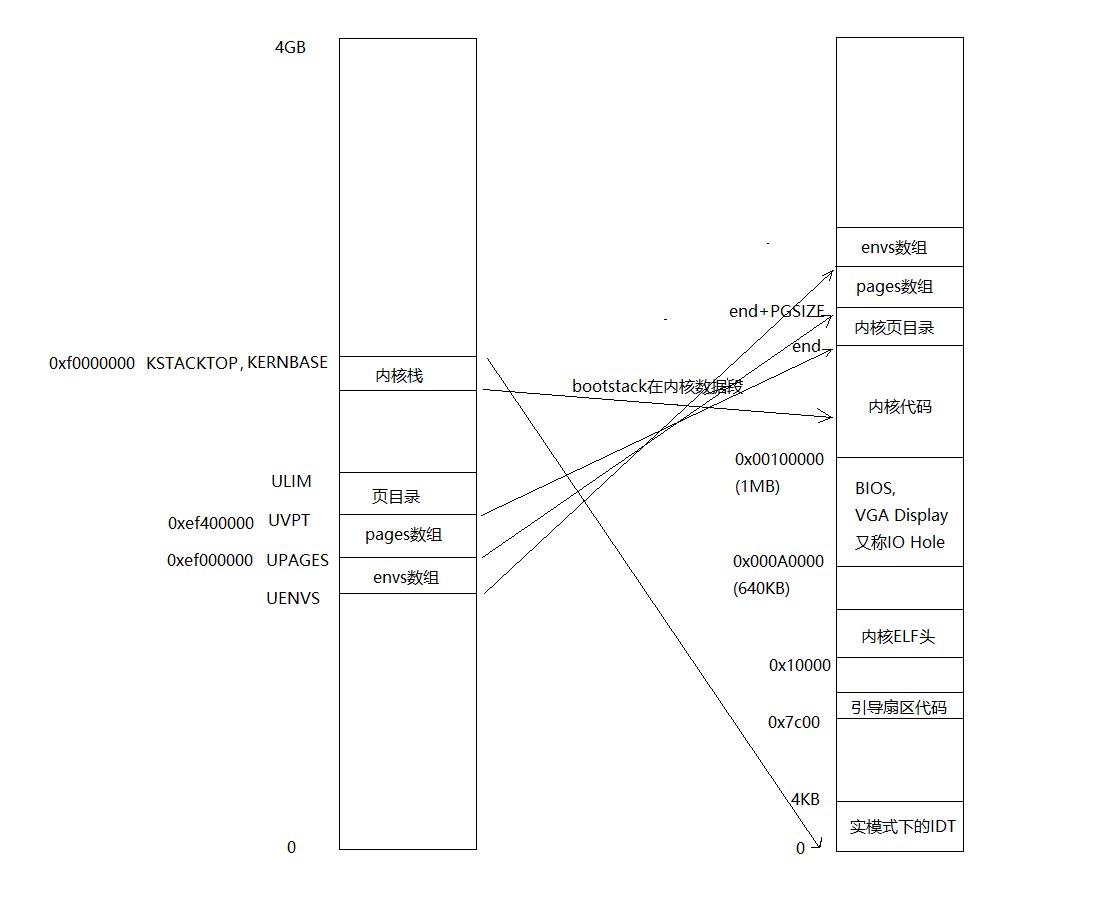 4GB
0xf0000000 KSTACKTOP, KERNBASE
内核栈
ULIM
页目录
0xef400000 UVPT
pages数组
0xef000000 UPAGES
envs数组
UENVS
0
bootstack在内核数据段
envs数组
pages数组
end+PGSIZE
内核页目录
end
内核代码
0x00100000
(1MB)
BIOS,
VGA Display
又称IO Hole
0x000A0000
(640KB)
内核ELF头
0x10000
引导扇区代码
0x7c00
4KB
实模式下的IDT
0